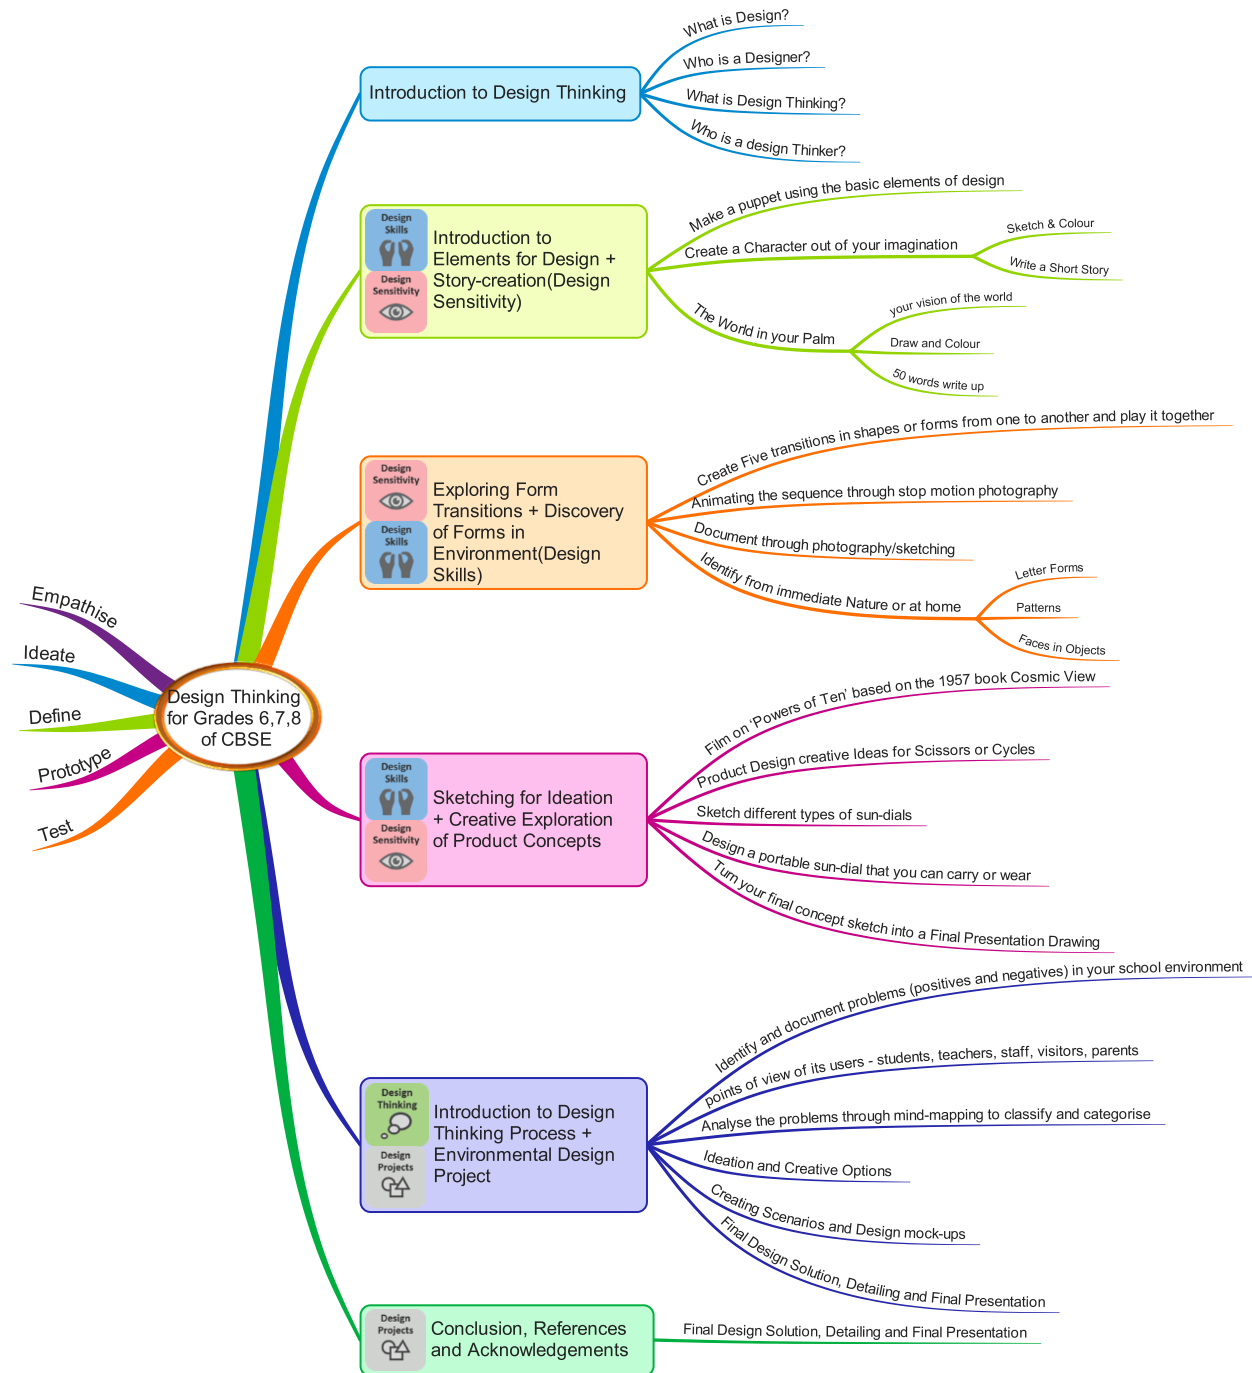 Design Thinking
for Grades 6,7,8
of CBSE
Empathise
Ideate
Define
Prototype
Test
Introduction to Design Thinking
What is Design?
Who is a Designer?
What is Design Thinking?
Who is a design Thinker?
Design
Skills
Design
Sensitivity
Introduction to
Elements for Design +
Story-creation(Design
Sensitivity)
Make a puppet using the basic elements of design
Create a Character out of your imagination
Sketch & Colour
Write a Short Story
The World in your Palm
your vision of the world
Draw and Colour
50 words write up
Design
Sensitivity
Design
Skills
Exploring Form
Transitions + Discovery
of Forms in
Environment(Design
Skills)
Create Five transitions in shapes or forms from one to another and play it together
Animating the sequence through stop motion photography
Document through photography/sketching
Identify from immediate Nature or at home
Letter Forms
Patterns
Faces in Objects
Design
Skills
Design
Sensitivity
Sketching for Ideation
+ Creative Exploration
of Product Concepts
Film on ‘Powers of Ten’ based on the 1957 book Cosmic View
Product Design creative Ideas for Scissors or Cycles
Sketch different types of sun-dials
Design a portable sun-dial that you can carry or wear
Turn your final concept sketch into a Final Presentation Drawing
Design
Thinking
Design
Projects
Introduction to Design
Thinking Process +
Environmental Design
Project
Identify and document problems (positives and negatives) in your school environment
points of view of its users - students, teachers, staff, visitors, parents
Analyse the problems through mind-mapping to classify and categorise
Ideation and Creative Options
Creating Scenarios and Design mock-ups
Final Design Solution, Detailing and Final Presentation
Design
Projects
Conclusion, References
and Acknowledgements
Final Design Solution, Detailing and Final Presentation